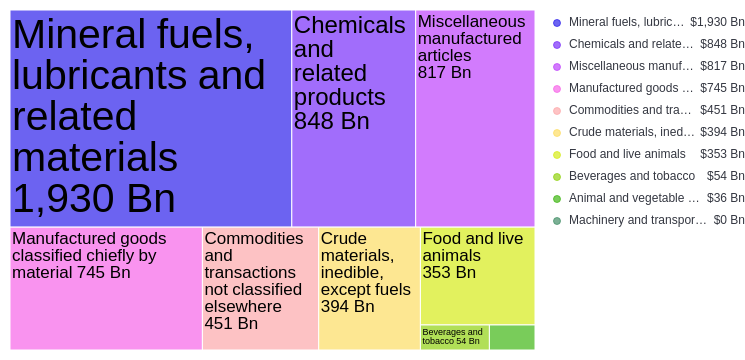 Mineral fuels,
lubricants and
related
materials
1,930 Bn
Chemicals
and
related
products
848 Bn
Miscellaneous
manufactured
articles
817 Bn
Manufactured goods
classified chiefly by
material 745 Bn
Commodities
and
transactions
not classified
elsewhere
451 Bn
Crude
materials,
inedible,
except fuels
394 Bn
Food and live
animals
353 Bn
Beverages and
tobacco 54 Bn
Mineral fuels, lubric… $1,930 Bn
Chemicals and relate… $848 Bn
Miscellaneous manuf… $817 Bn
Manufactured goods … $745 Bn
Commodities and tra… $451 Bn
Crude materials, ined… $394 Bn
Food and live animals $353 Bn
Beverages and tobacco $54 Bn
Animal and vegetable … $36 Bn
Machinery and transpor… $0 Bn